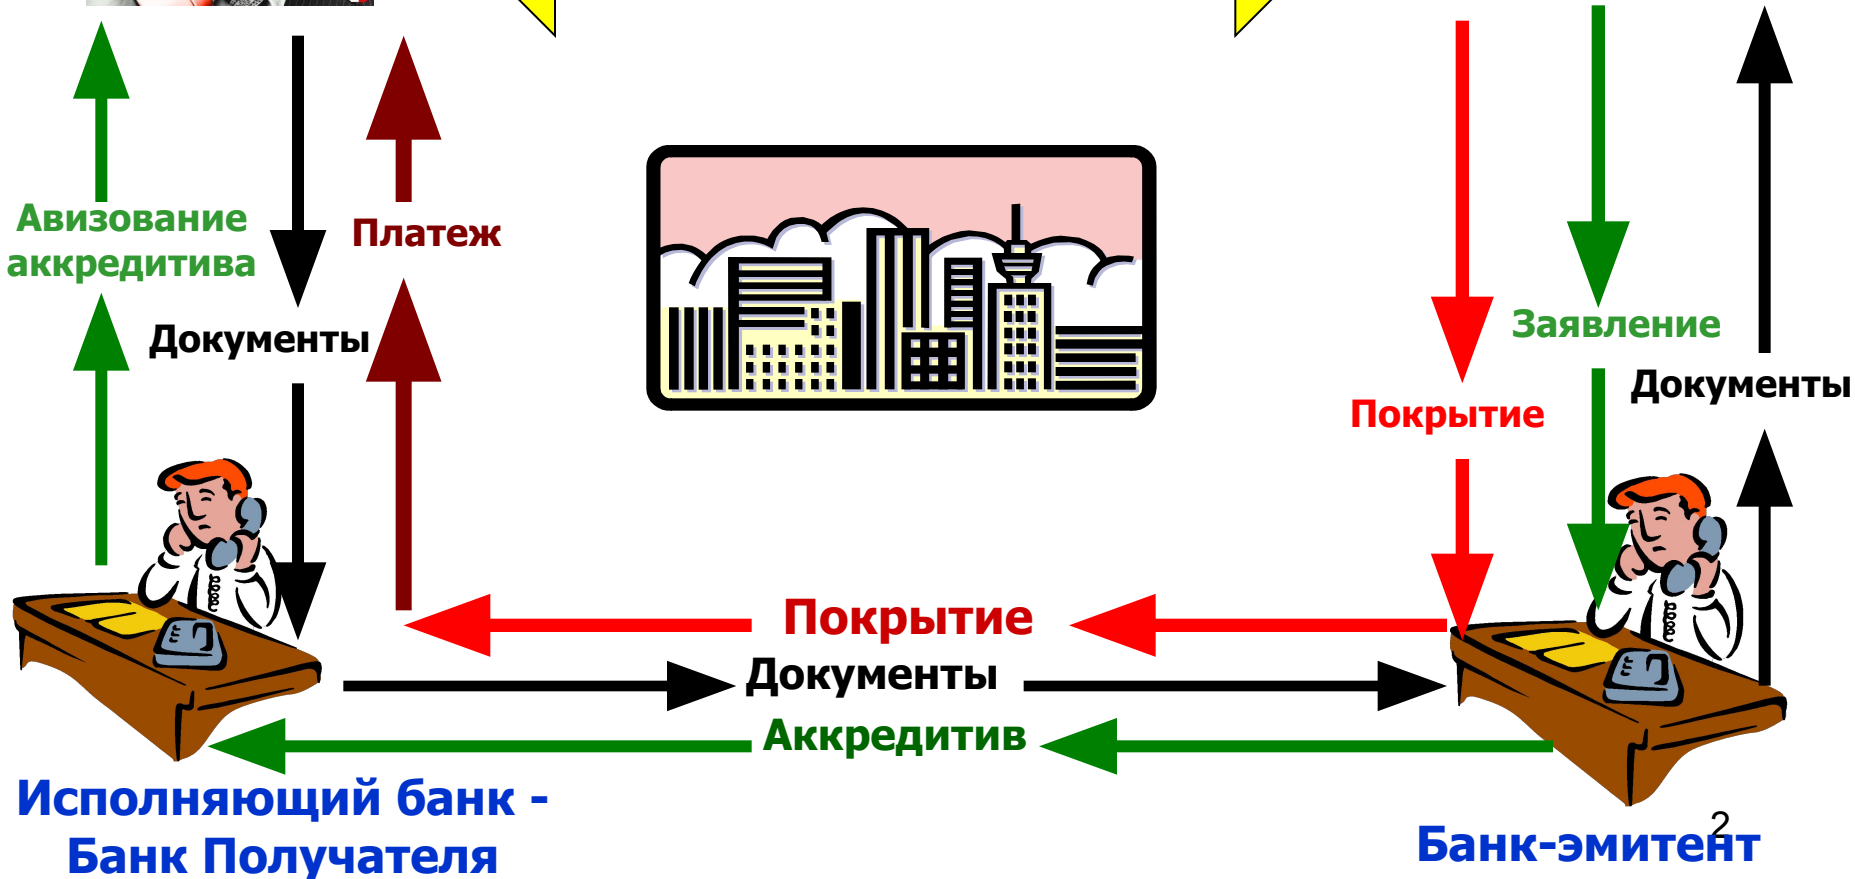 Авизование
аккредитива
Платеж
Документы
Заявление
Документы
Покрытие
Покрытие
Документы
Аккредитив
Исполняющий банк -
Банк Получателя
Банк-эмитент
2